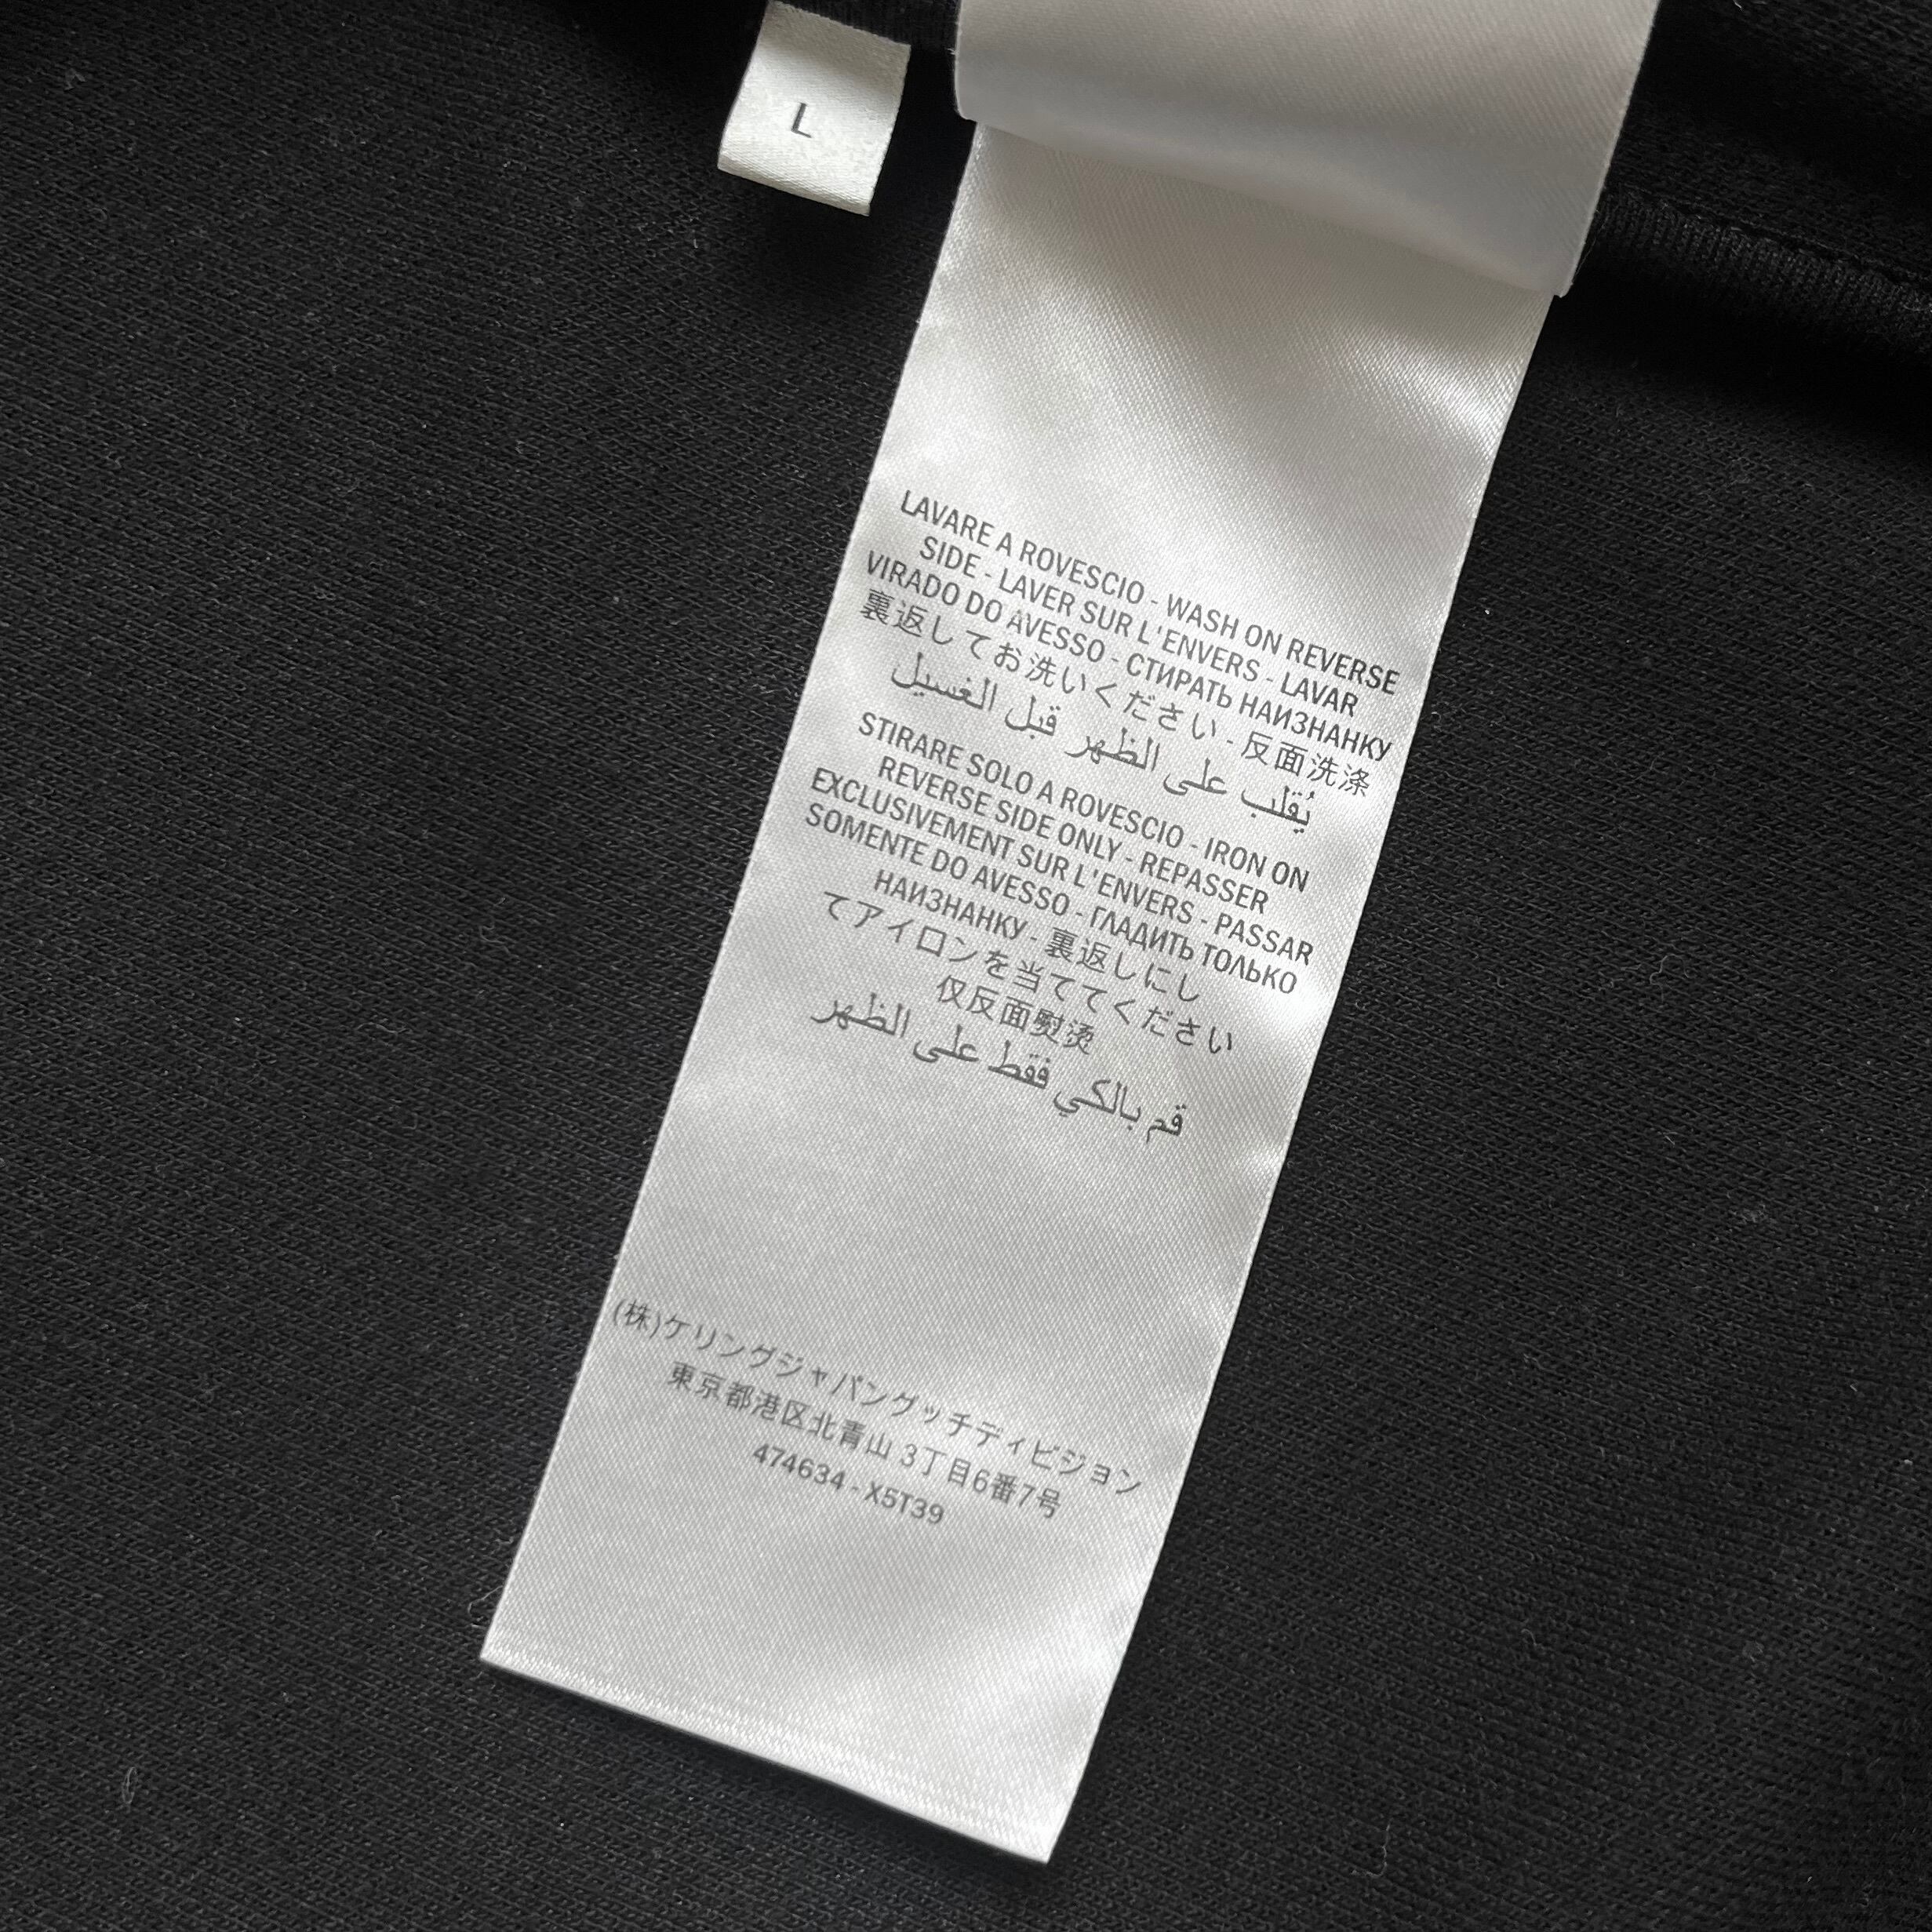 L
LAVARE A ROVESCIO - WASH ON REVERSE
SIDE - LAVER SUR L'ENVERS - LAVAR
VIRADO DO AVESSO - СТИРАТЬ НАИЗНАНКУ
裏返してお洗いください - 反面洗涤
يُقلب على الظهر قبل الغسيل
STIRARE SOLO A ROVESCIO - IRON ON
REVERSE SIDE ONLY - REPASSER
EXCLUSIVEMENT SUR L'ENVERS - PASSAR
SOMENTE DO AVESSO - ГЛАДИТЬ ТОЛЬКО
НАИЗНАНКУ - 裏返しにし
てアイロンを当ててください
仅反面熨烫
قم بالكي فقط على الظهر
(株)ケリングジャパングッチディビジョン
東京都港区北青山 3丁目6番7号
474634 - X5T39